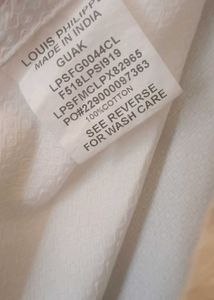 LOUIS PHILIPPE
MADE IN INDIA
GUAK
LPSFG0044CL
F518LPSI919
LPSFMCLPX82965
PO#229000097363
100%COTTON
SEE REVERSE
FOR WASH CARE